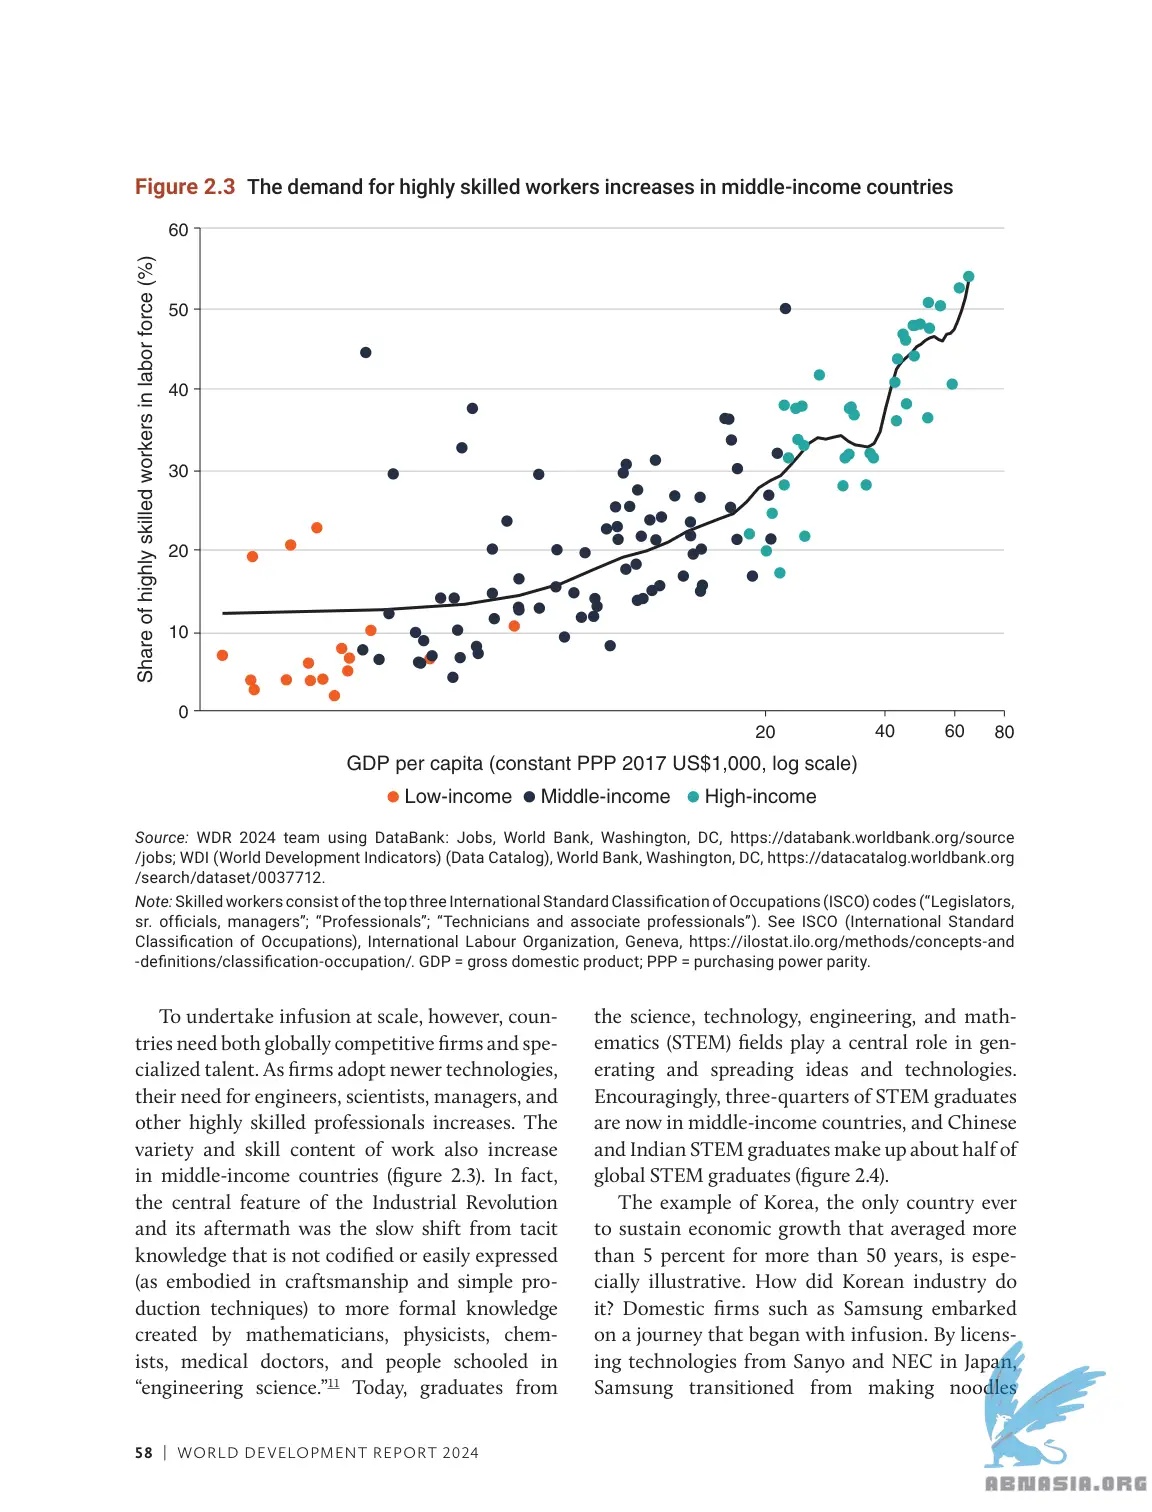 Figure 2.3 The demand for highly skilled workers increases in middle-income countries
Share of highly skilled workers in labor force (%)
60
50
40
30
20
10
0
20
40
60
80
GDP per capita (constant PPP 2017 US$1,000, log scale)
Low-income
Middle-income
High-income
Source: WDR 2024 team using DataBank: Jobs, World Bank, Washington, DC, https://databank.worldbank.org/source
/jobs; WDI (World Development Indicators) (Data Catalog), World Bank, Washington, DC, https://datacatalog.worldbank.org
/search/dataset/0037712.
Note: Skilled workers consist of the top three International Standard Classification of Occupations (ISCO) codes (“Legislators,
sr. officials, managers”; “Professionals”; “Technicians and associate professionals”). See ISCO (International Standard
Classification of Occupations), International Labour Organization, Geneva, https://ilostat.ilo.org/methods/concepts-and
-definitions/classification-occupation/. GDP = gross domestic product; PPP = purchasing power parity.
To undertake infusion at scale, however, coun-
tries need both globally competitive firms and spe-
cialized talent. As firms adopt newer technologies,
their need for engineers, scientists, managers, and
other highly skilled professionals increases. The
variety and skill content of work also increase
in middle-income countries (figure 2.3). In fact,
the central feature of the Industrial Revolution
and its aftermath was the slow shift from tacit
knowledge that is not codified or easily expressed
(as embodied in craftsmanship and simple pro-
duction techniques) to more formal knowledge
created by mathematicians, physicists, chem-
ists, medical doctors, and people schooled in
“engineering science.”11 Today, graduates from
the science, technology, engineering, and math-
ematics (STEM) fields play a central role in gen-
erating and spreading ideas and technologies.
Encouragingly, three-quarters of STEM graduates
are now in middle-income countries, and Chinese
and Indian STEM graduates make up about half of
global STEM graduates (figure 2.4).
The example of Korea, the only country ever
to sustain economic growth that averaged more
than 5 percent for more than 50 years, is espe-
cially illustrative. How did Korean industry do
it? Domestic firms such as Samsung embarked
on a journey that began with infusion. By licens-
ing technologies from Sanyo and NEC in Japan,
Samsung transitioned from making noodles
58 | WORLD DEVELOPMENT REPORT 2024
ABNASIA.ORG